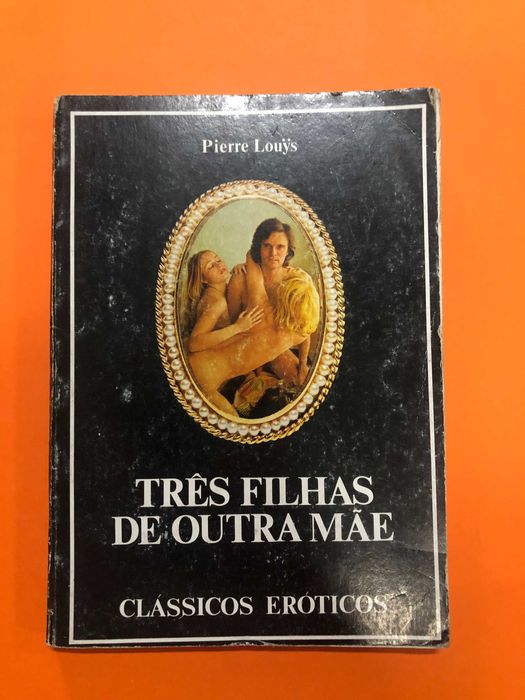 Pierre Louÿs
TRÊS FILHAS
DE OUTRA MÃE
CLÁSSICOS ERÓTICOS